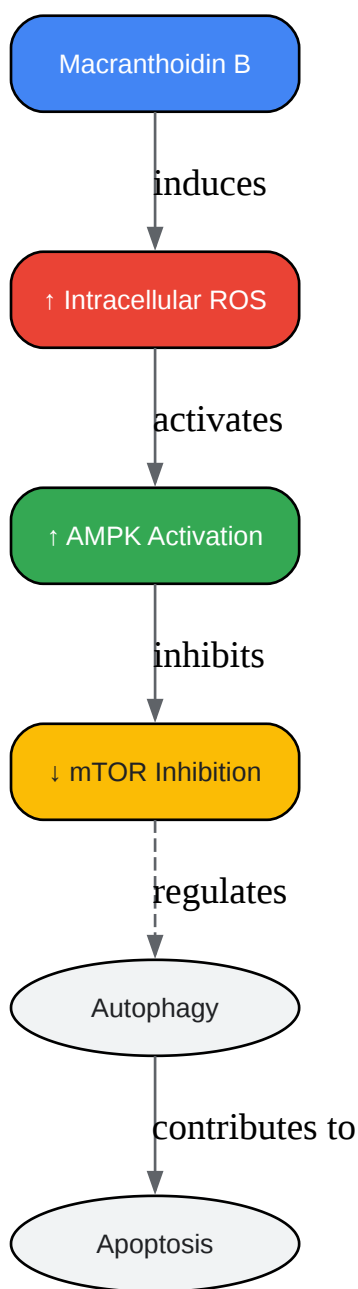 Macranthoidin B
induces
↑ Intracellular ROS
activates
↑ AMPK Activation
inhibits
↓ mTOR Inhibition
regulates
Autophagy
contributes to
Apoptosis